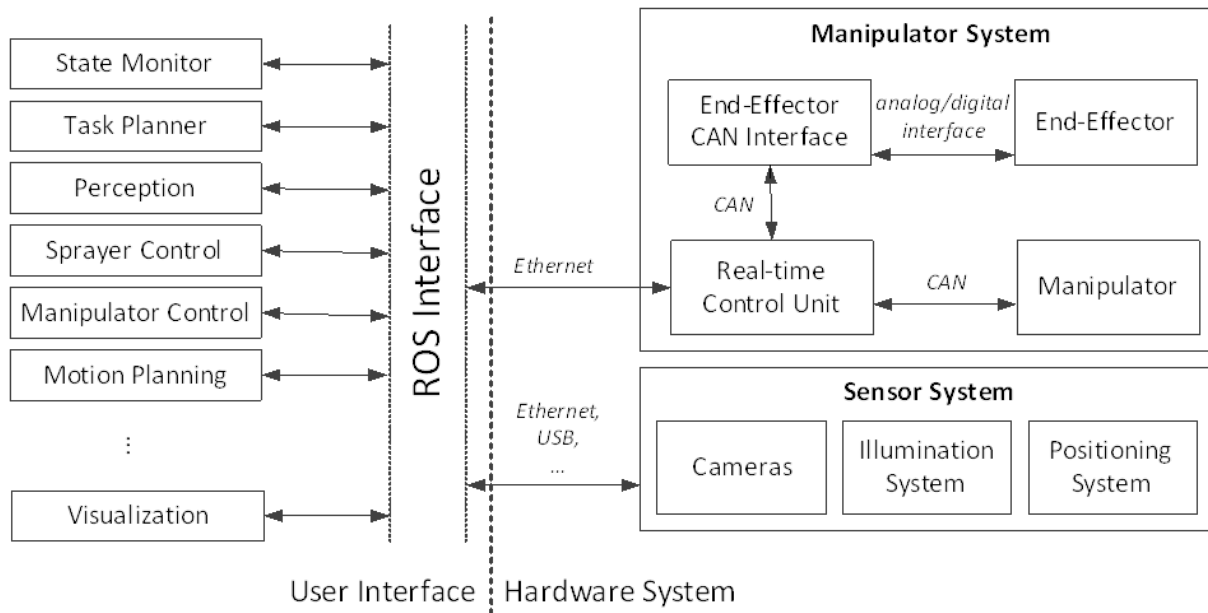 State Monitor
Task Planner
Perception
Sprayer Control
Manipulator Control
Motion Planning
...
Visualization
ROS Interface
User Interface
Hardware System
Ethernet
Ethernet,
USB,
...
Manipulator System
End-Effector
CAN Interface
analog/digital
interface
End-Effector
CAN
Real-time
Control Unit
CAN
Manipulator
Sensor System
Cameras
Illumination
System
Positioning
System